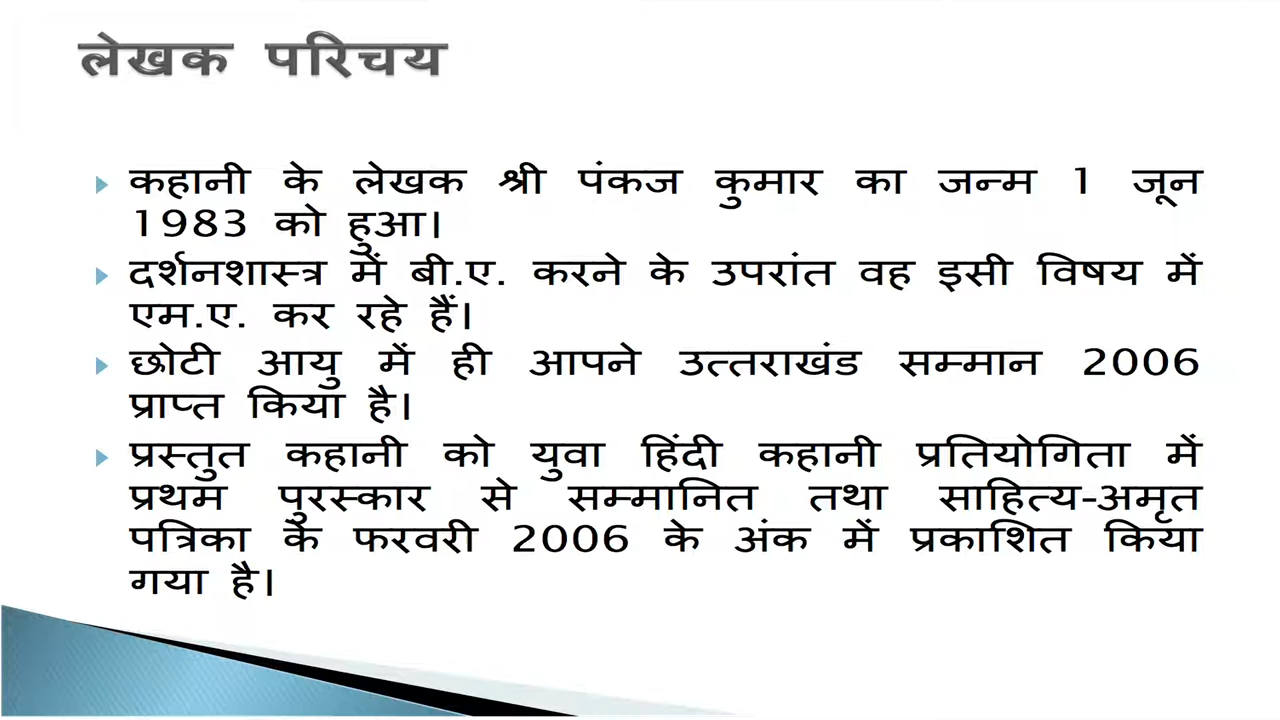 लेखक परिचय
कहानी के लेखक श्री पंकज कुमार का जन्म 1 जून
1983 को हुआ।
दर्शनशास्त्र में बी.ए. करने के उपरांत वह इसी विषय में
एम.ए. कर रहे हैं।
छोटी आयु में ही आपने उत्तराखंड सम्मान 2006
प्राप्त किया है।
प्रस्तुत कहानी को युवा हिंदी कहानी प्रतियोगिता में
प्रथम पुरस्कार से सम्मानित तथा साहित्य-अमृत
पत्रिका के फरवरी 2006 के अंक में प्रकाशित किया
गया है।